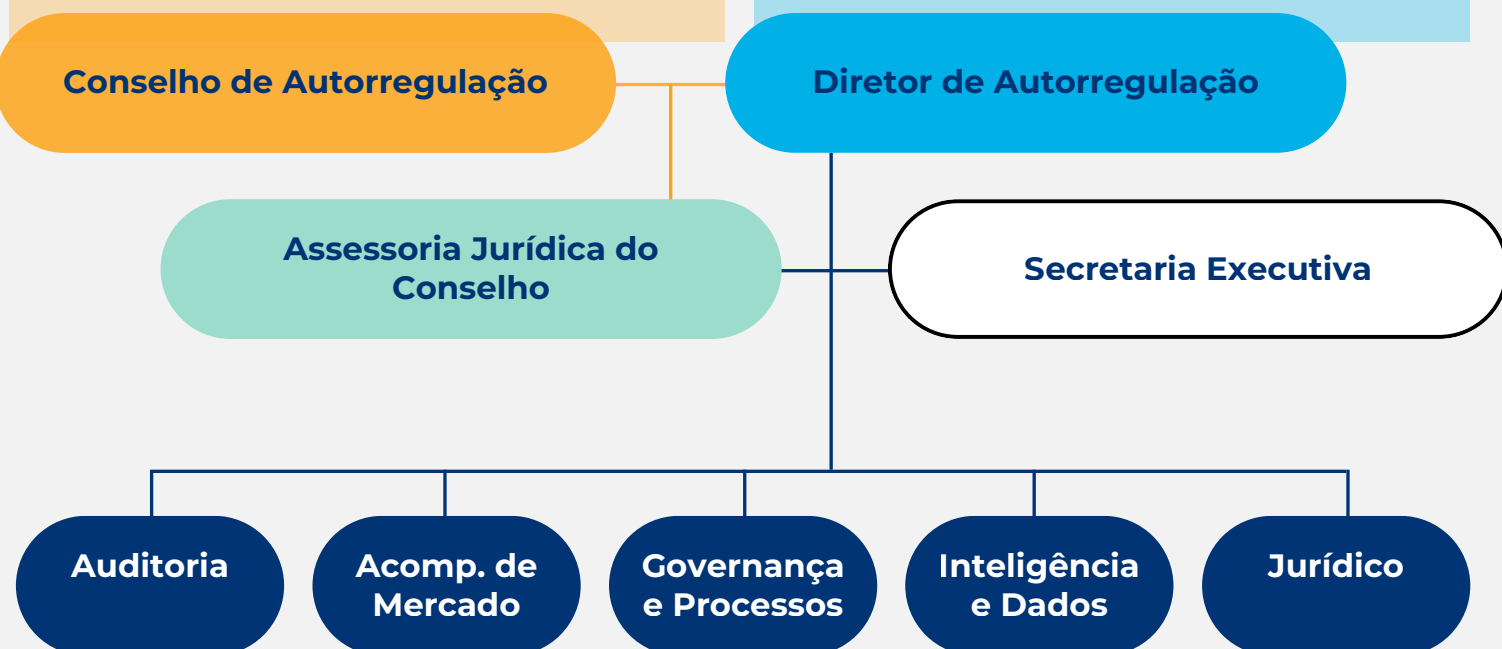 Conselho de Autorregulação
Diretor de Autorregulação
Assessoria Jurídica do
Conselho
Secretaria Executiva
Auditoria
Acomp. de
Mercado
Governança
e Processos
Inteligência
e Dados
Jurídico